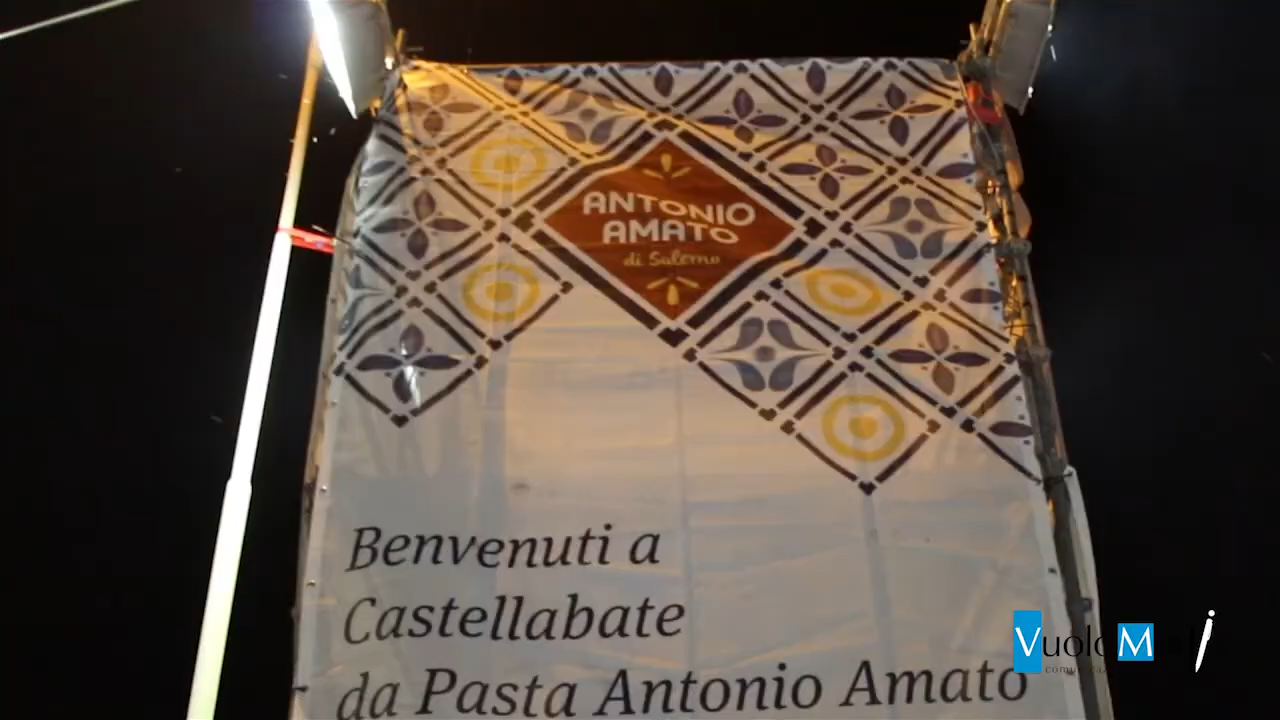 ANTONIO
AMATO
di Salerno
Benvenuti a
Castellabate
da Pasta Antonio Amato